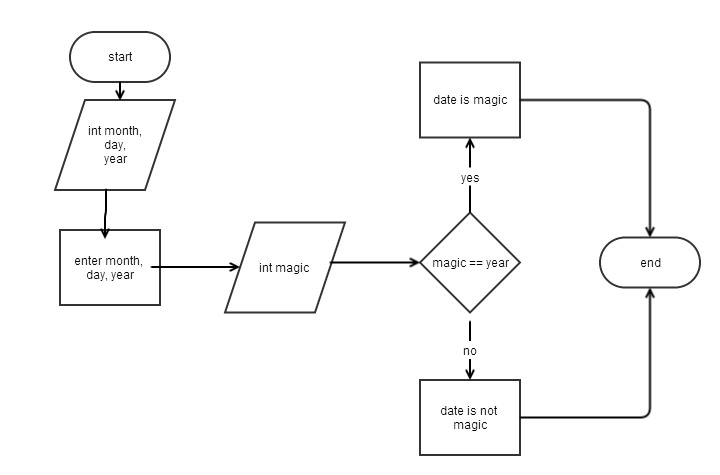 start
int month,
day,
year
enter month,
day, year
int magic
magic == year
yes
date is magic
no
date is not
magic
end